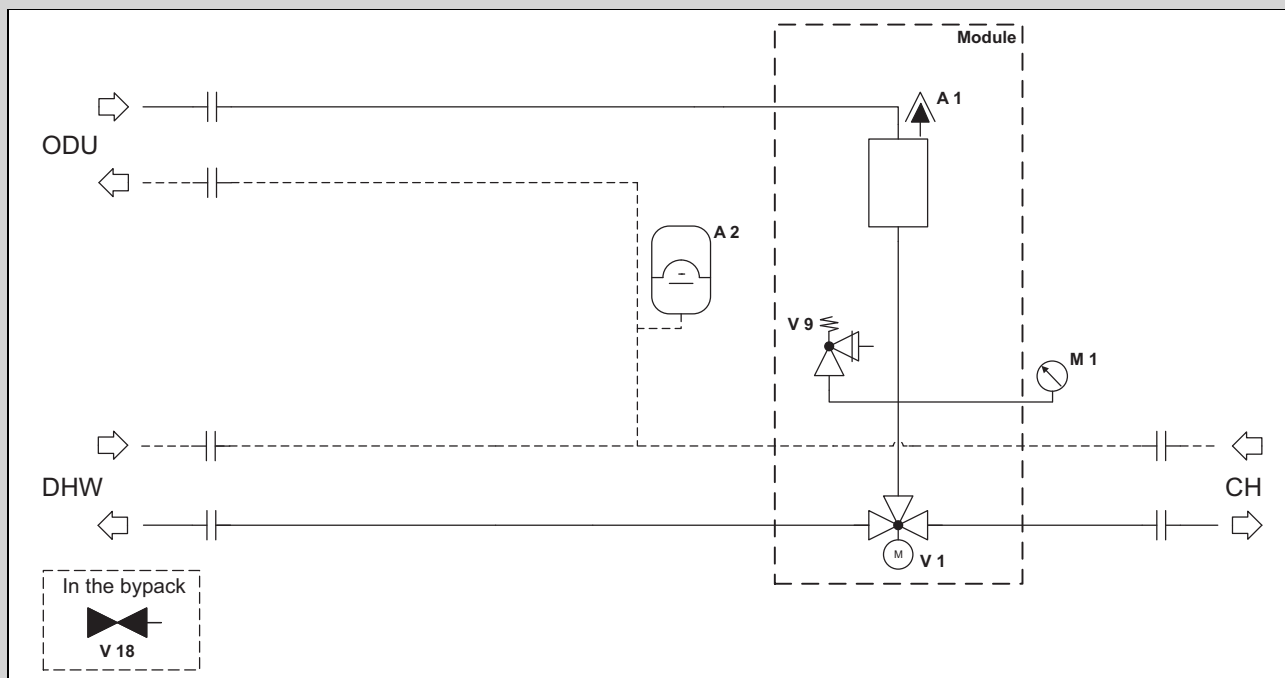 Module
A 1
ODU
A 2
V 9
M 1
DHW
CH
M
V 1
In the bypack
V 18